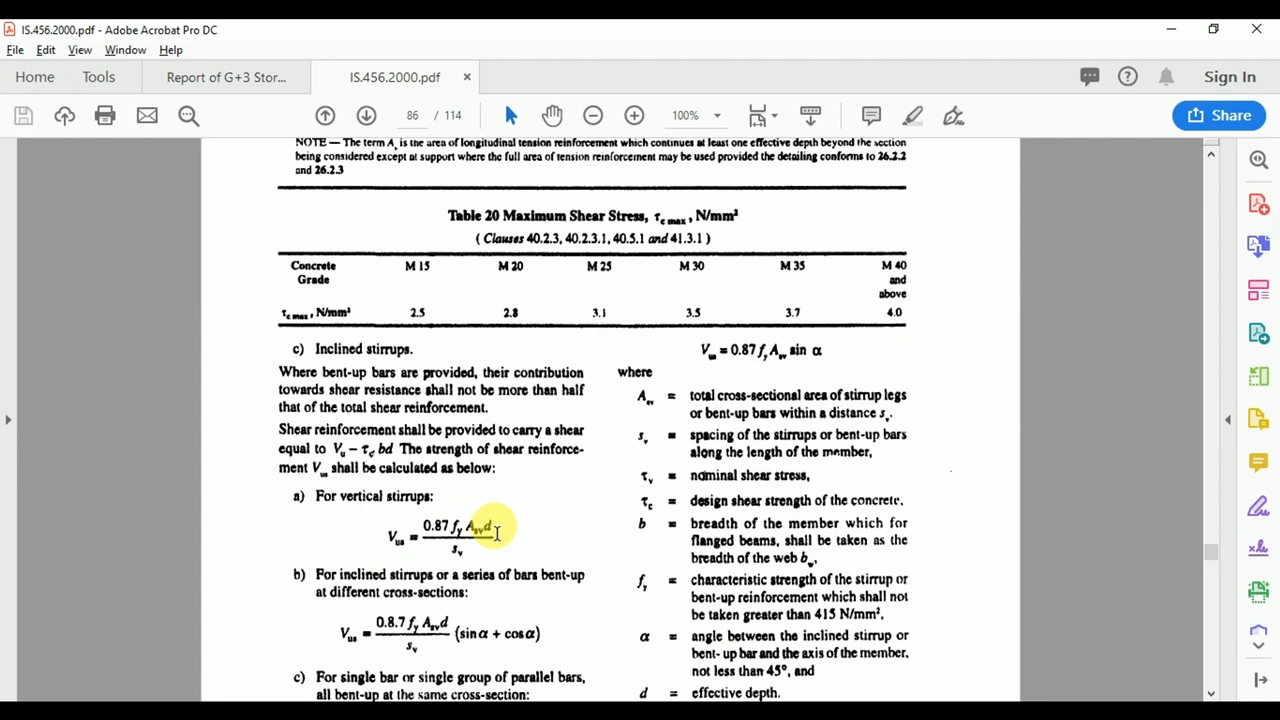 IS.456.2000.pdf - Adobe Acrobat Pro DC
File Edit View Window Help
Home Tools Report of G+3 Stor... IS.456.2000.pdf × Sign In
86 / 114 100% Share
NOTE — The term Aₛ is the area of longitudinal tension reinforcement which continues at least one effective depth beyond the section
being considered except at support where the full area of tension reinforcement may be used provided the detailing conforms to 26.2.2
and 26.2.3
Table 20 Maximum Shear Stress, τc max , N/mm²
( Clauses 40.2.3, 40.2.3.1, 40.5.1 and 41.3.1 )
Concrete Grade M 15 M 20 M 25 M 30 M 35 M 40 and above
τc max , N/mm² 2.5 2.8 3.1 3.5 3.7 4.0
c) Inclined stirrups.
Where bent-up bars are provided, their contribution
towards shear resistance shall not be more than half
that of the total shear reinforcement.
Shear reinforcement shall be provided to carry a shear
equal to Vu – τc bd The strength of shear reinforce-
ment Vus shall be calculated as below:
a) For vertical stirrups:
Vus = 0.87 fy Asv d / sv
b) For inclined stirrups or a series of bars bent-up
at different cross-sections:
Vus = 0.8.7 fy Asv d / sv (sin α + cos α)
c) For single bar or single group of parallel bars,
all bent-up at the same cross-section:
Vus = 0.87 fy Asv sin α
where
Asv = total cross-sectional area of stirrup legs
or bent-up bars within a distance sv.
sv = spacing of the stirrups or bent-up bars
along the length of the member,
τv = nominal shear stress,
τc = design shear strength of the concrete,
b = breadth of the member which for
flanged beams, shall be taken as the
breadth of the web bw,
fy = characteristic strength of the stirrup or
bent-up reinforcement which shall not
be taken greater than 415 N/mm²,
α = angle between the inclined stirrup or
bent- up bar and the axis of the member,
not less than 45°, and
d = effective depth.